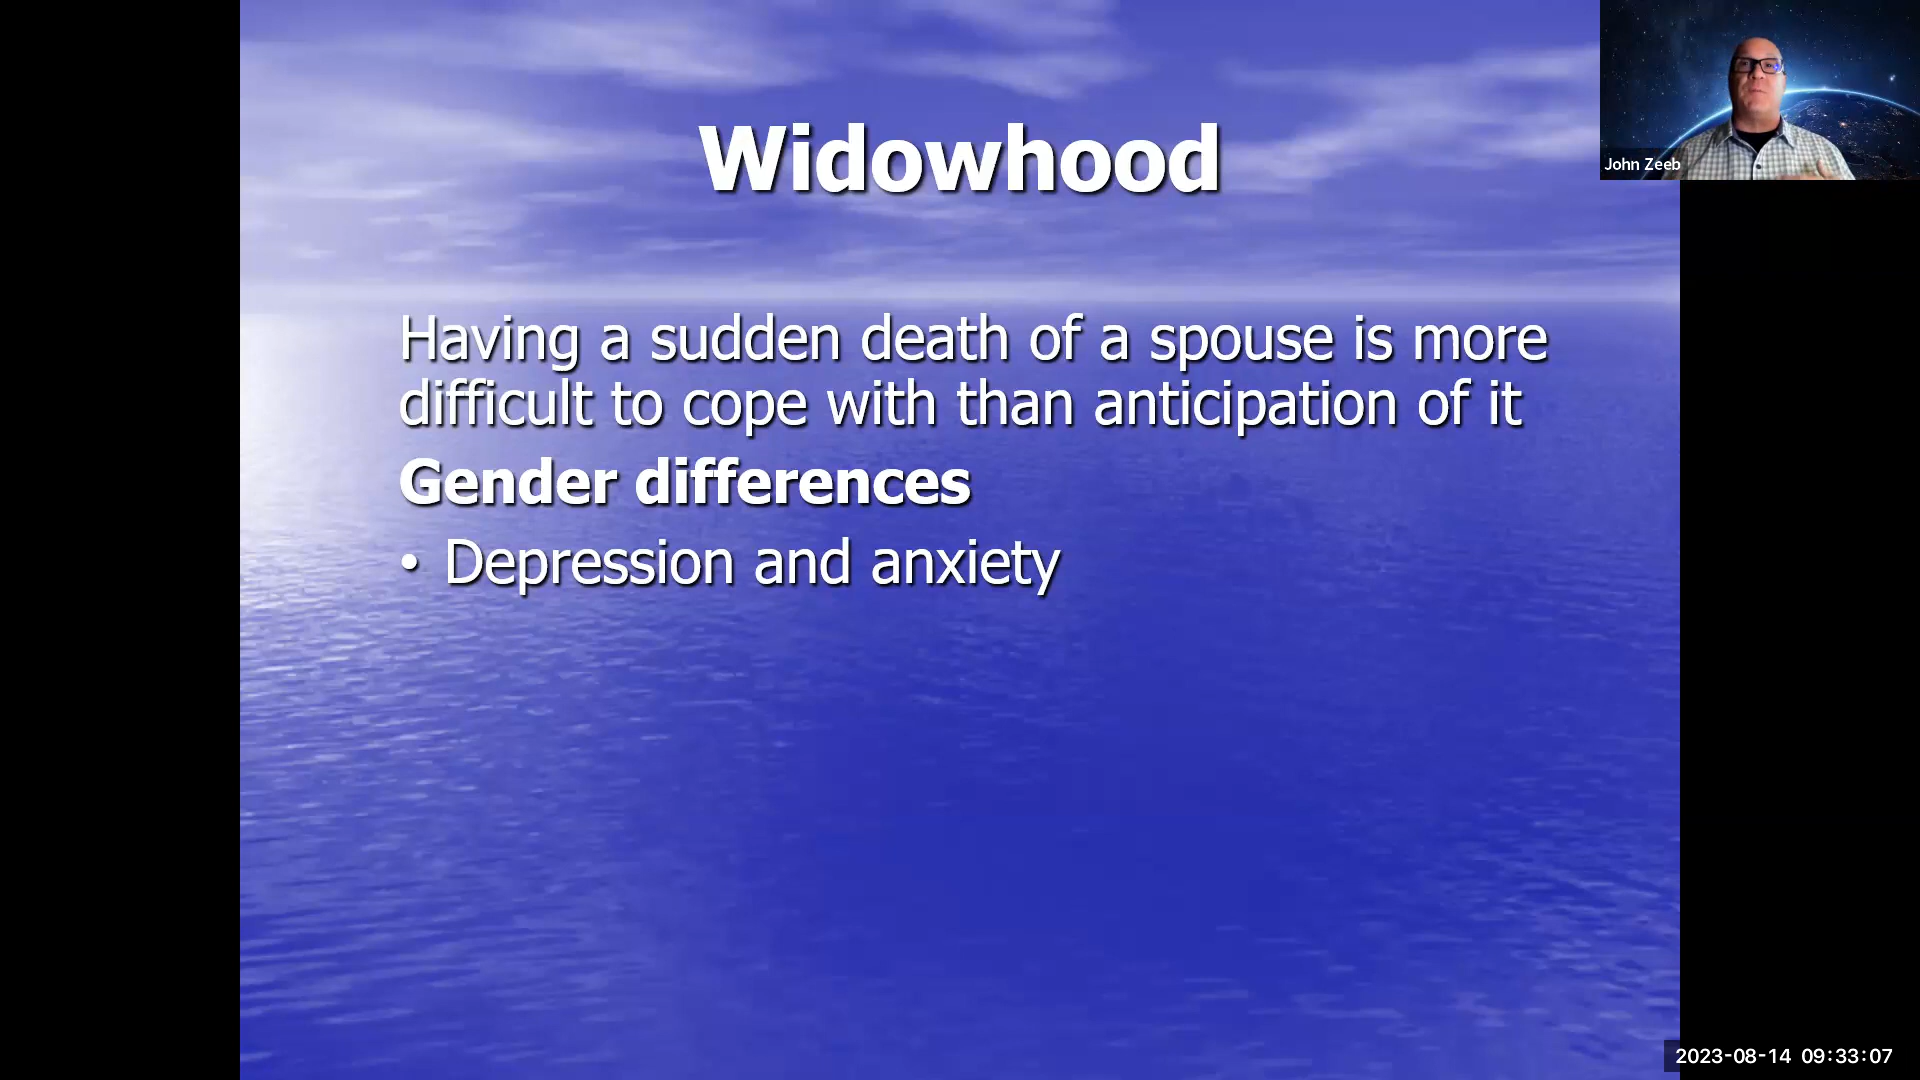 Widowhood
John Zeeb
Having a sudden death of a spouse is more
difficult to cope with than anticipation of it
Gender differences
• Depression and anxiety
2023-08-14 09:33:07